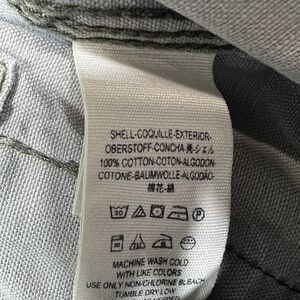 SHELL-COQUILLE-EXTERIOR-
OBERSTOFF-CONCHA-売-シェル
100% COTTON-COTON-ALGODON-
COTONE-BAUMWOLLE-ALGODÃO-
棉花-綿
30
MACHINE WASH COLD
WITH LIKE COLORS
USE ONLY NON-CHLORINE BLEACH
TUMBLE DRY LOW